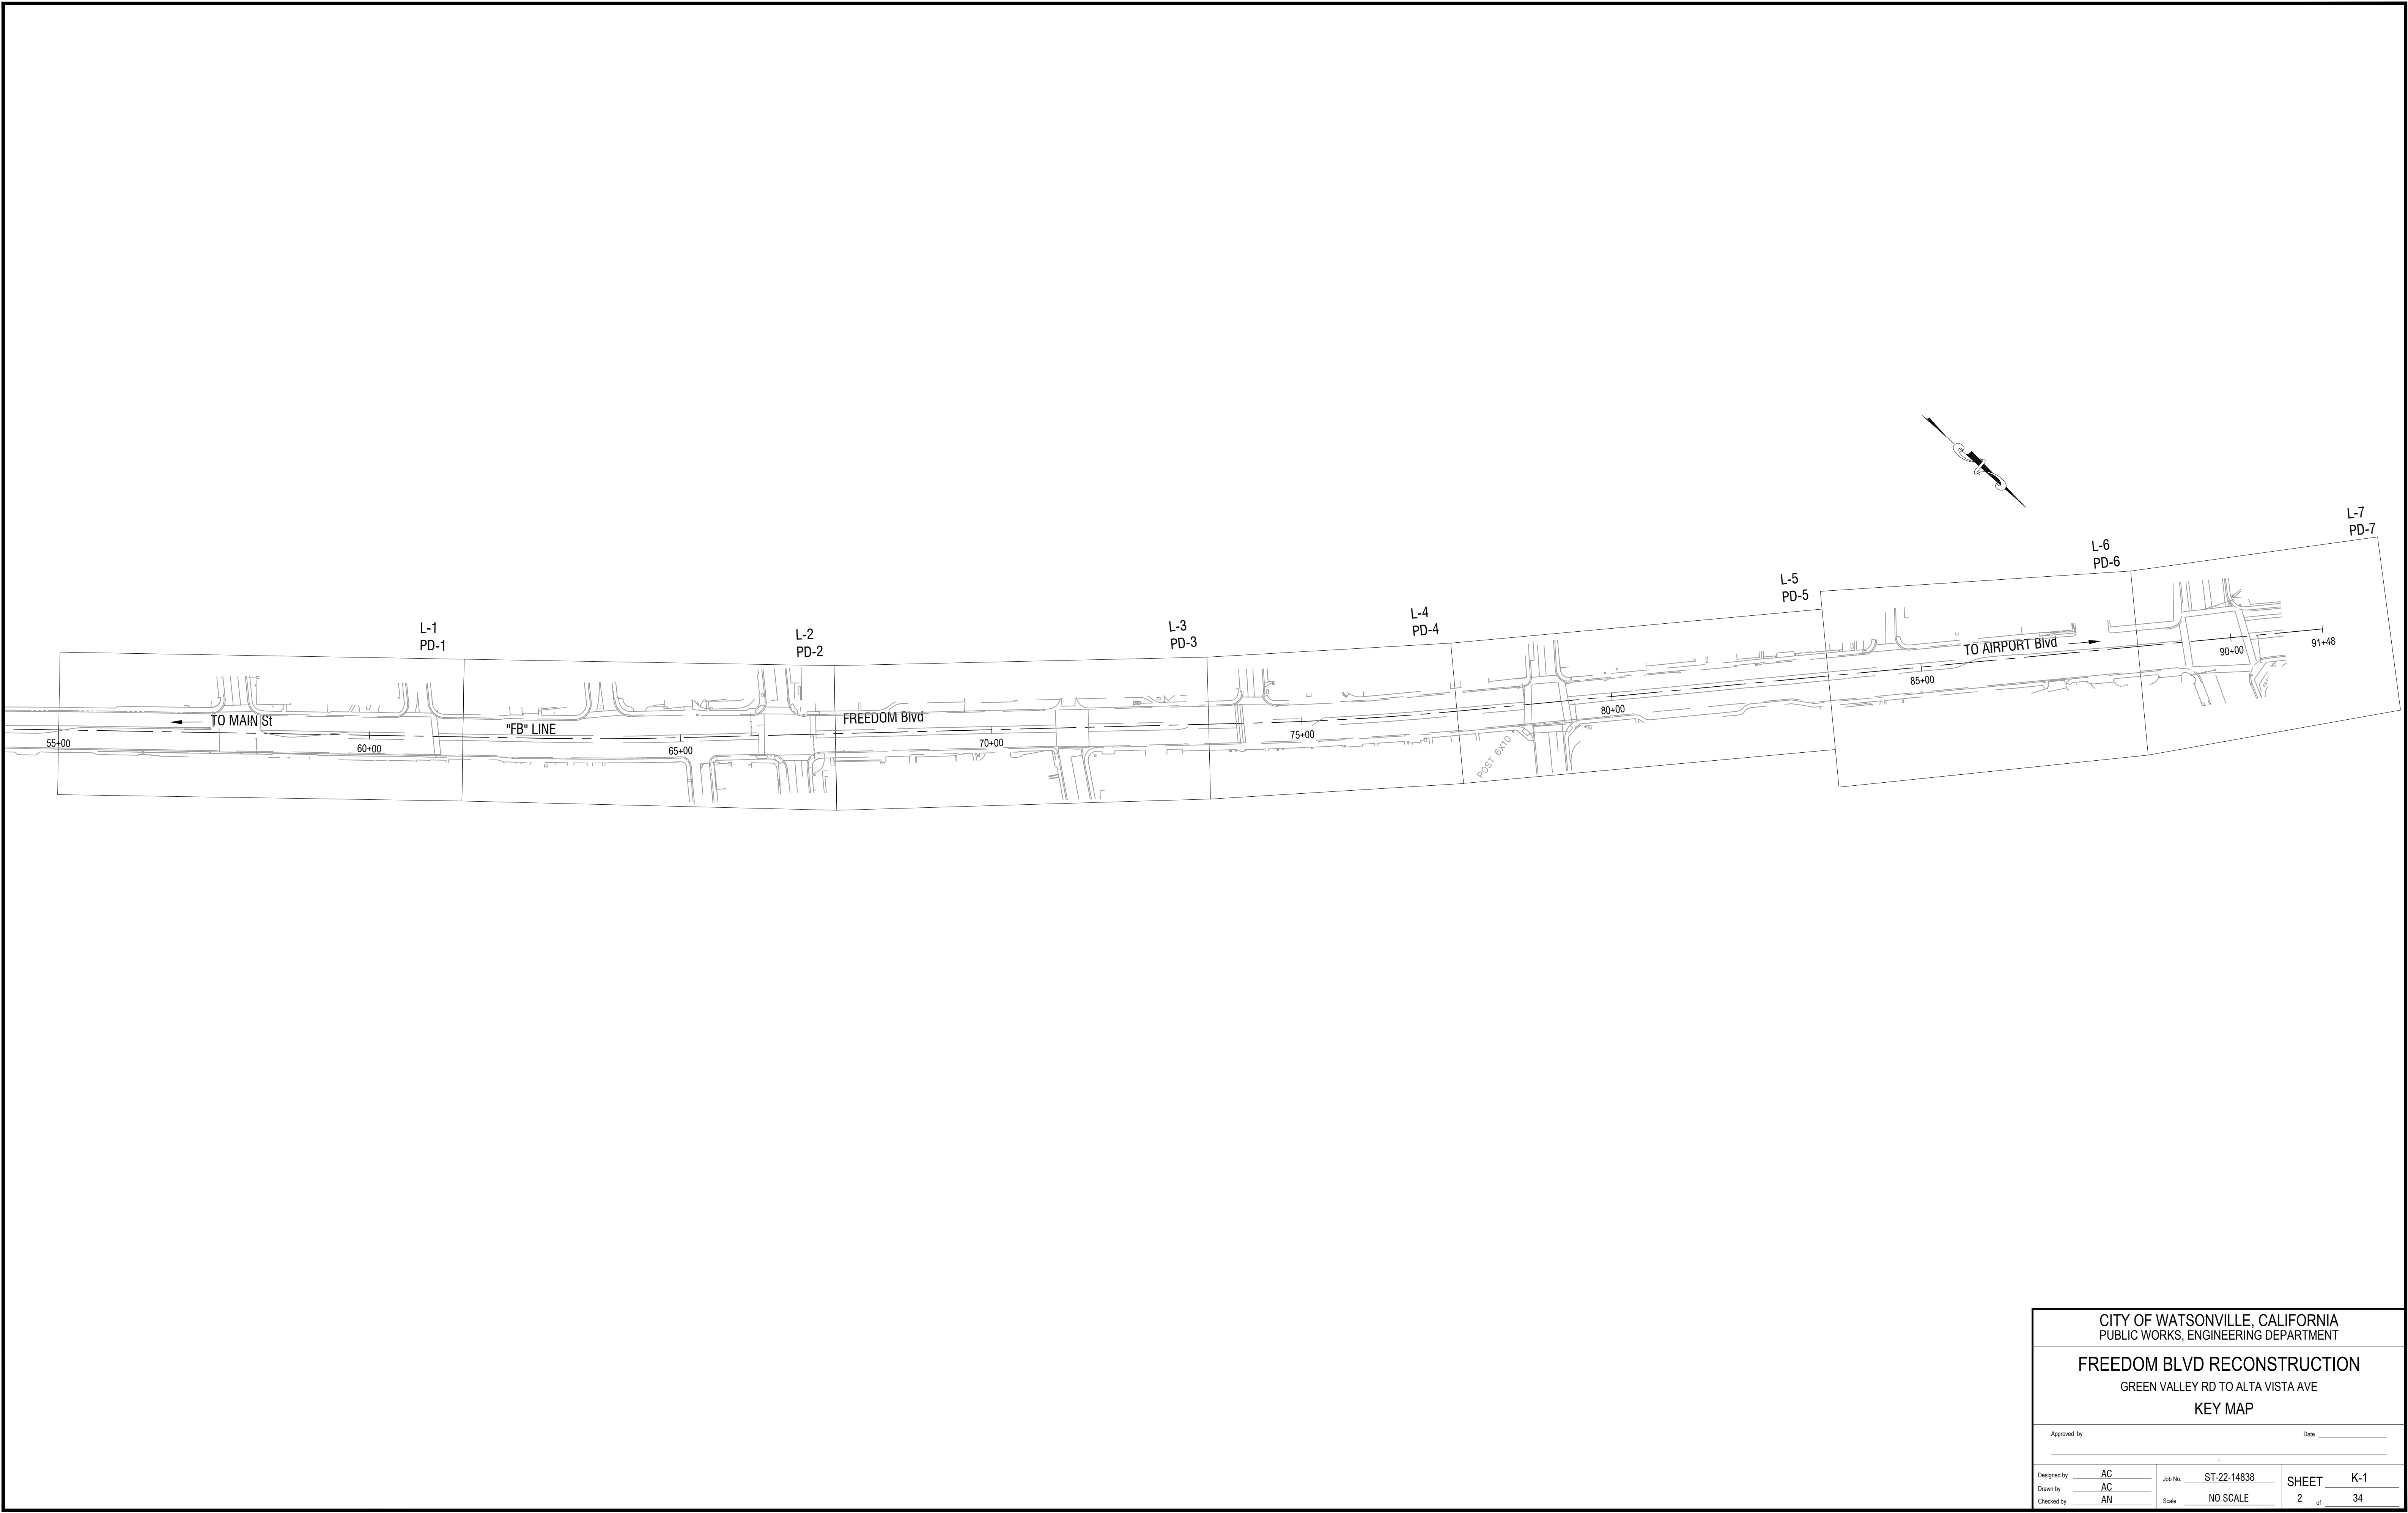 L-7
PD-7
L-6
PD-6
L-5
PD-5
L-4
PD-4
L-3
PD-3
L-2
PD-2
L-1
PD-1
TO MAIN St
"FB" LINE
FREEDOM Blvd
TO AIRPORT Blvd
55+00
60+00
65+00
70+00
75+00
80+00
85+00
90+00
91+48
POST 6X10
CITY OF WATSONVILLE, CALIFORNIA
PUBLIC WORKS, ENGINEERING DEPARTMENT
FREEDOM BLVD RECONSTRUCTION
GREEN VALLEY RD TO ALTA VISTA AVE
KEY MAP
Approved by
Date
Designed by AC
Drawn by AC
Checked by AN
Job No. ST-22-14838
Scale NO SCALE
SHEET K-1
2 of 34